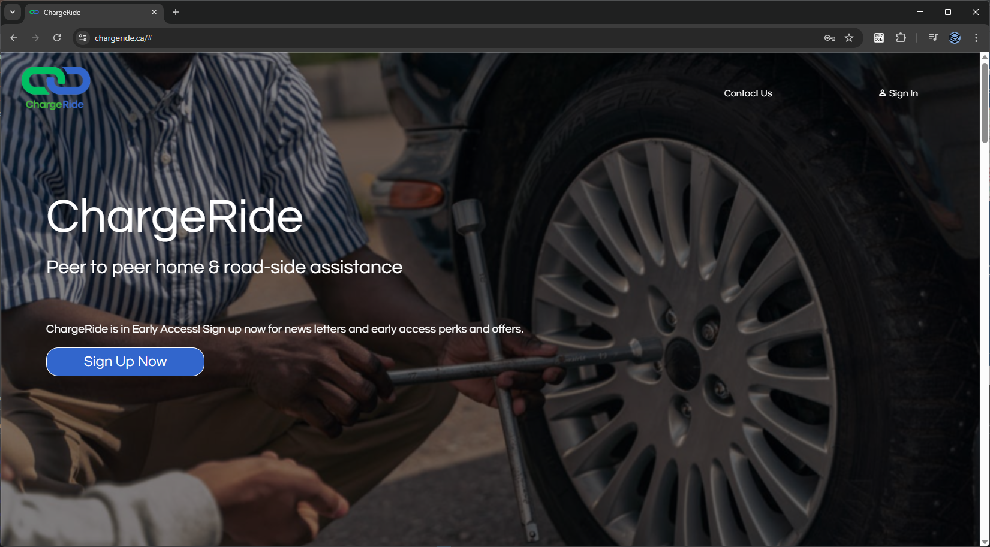 ChargeRide
chargeride.ca/#
ChargeRide
Contact Us
Sign In
ChargeRide
Peer to peer home & road-side assistance
ChargeRide is in Early Access! Sign up now for news letters and early access perks and offers.
Sign Up Now